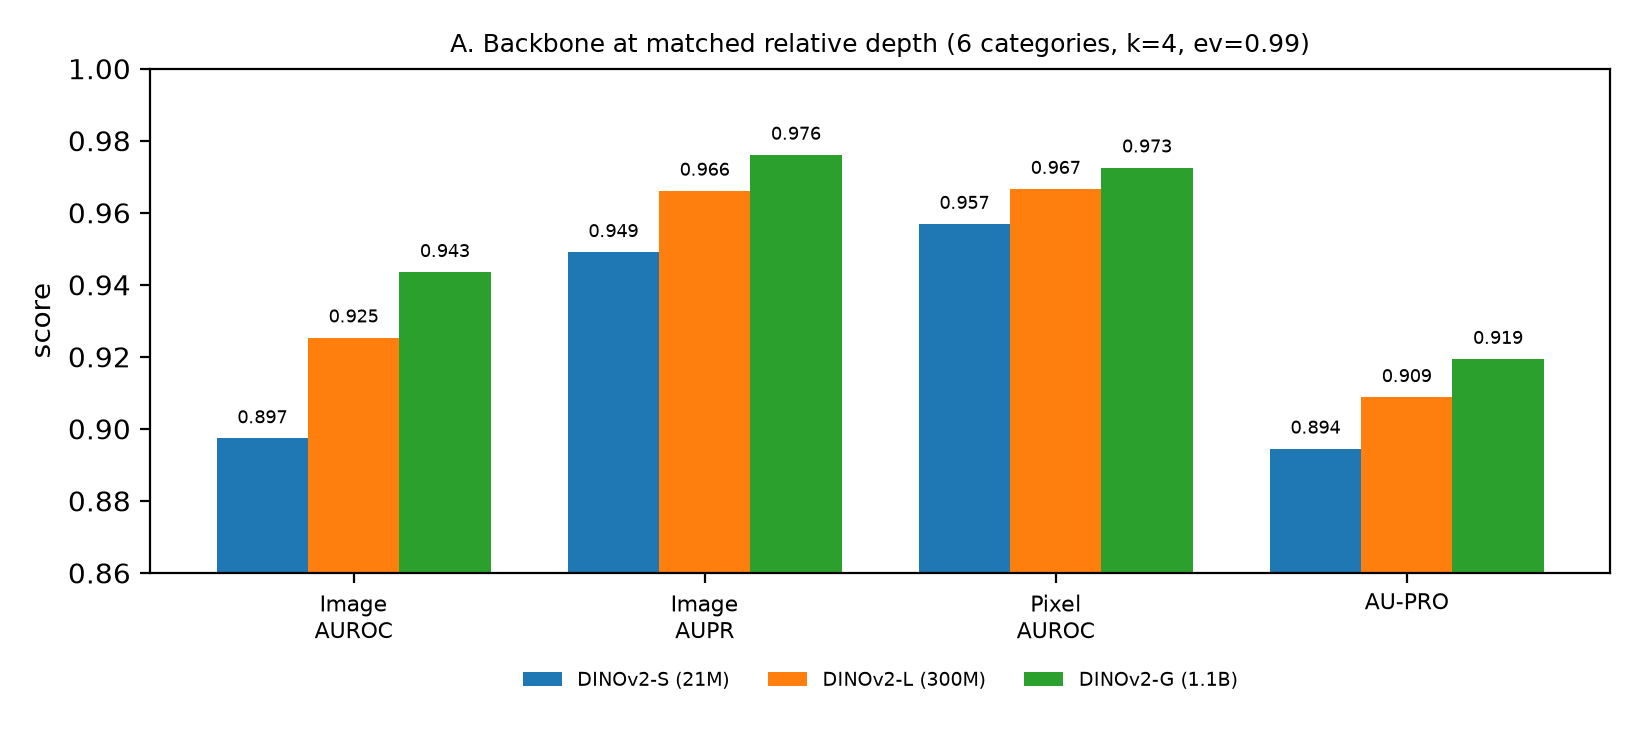 A. Backbone at matched relative depth (6 categories, k=4, ev=0.99)
1.00
0.98
0.96
0.94
0.92
0.90
0.88
0.86
score
0.897
0.925
0.943
0.949
0.966
0.976
0.957
0.967
0.973
0.894
0.909
0.919
Image
AUROC
Image
AUPR
Pixel
AUROC
AU-PRO
DINOv2-S (21M)
DINOv2-L (300M)
DINOv2-G (1.1B)